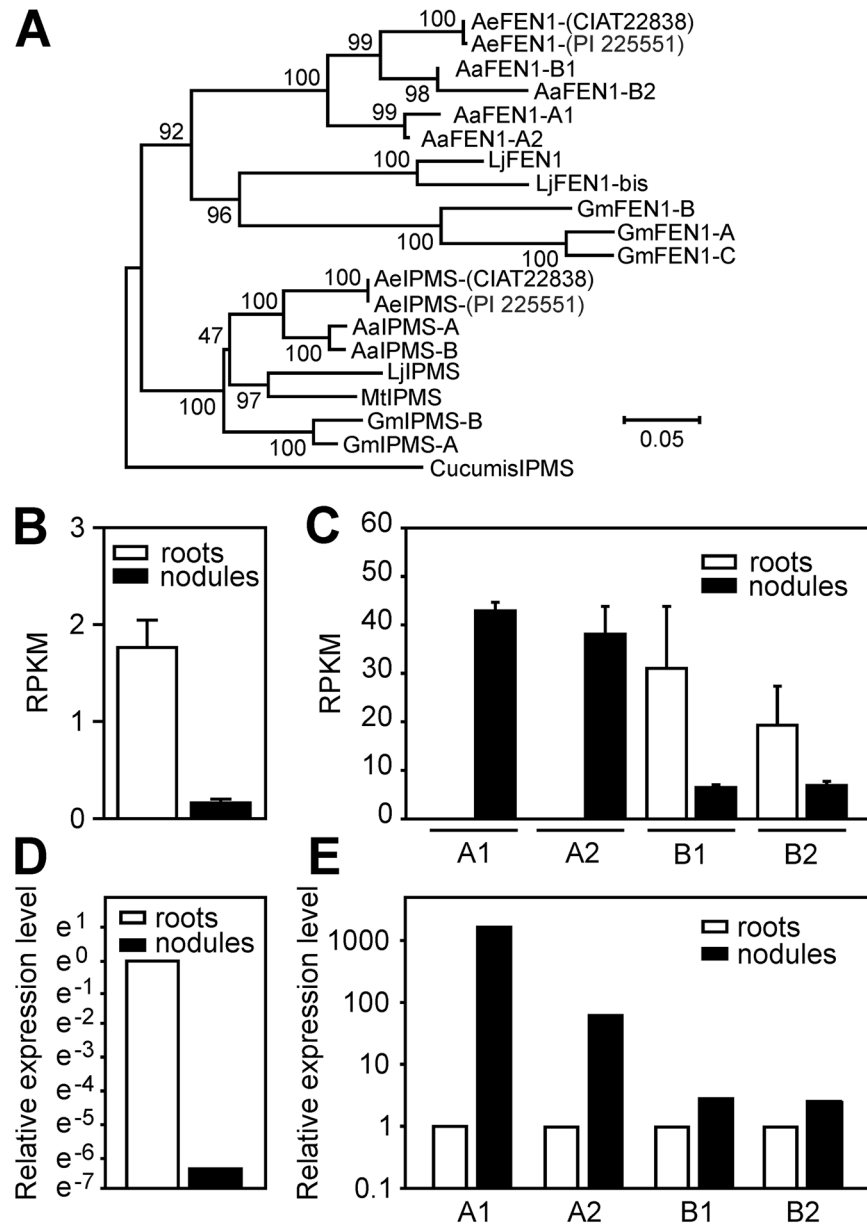 A
100 AeFEN1-(CIAT22838)
99 AeFEN1-(PI 225551)
100 AaFEN1-B1
98 AaFEN1-B2
99 AaFEN1-A1
92 AaFEN1-A2
100 LjFEN1
LjFEN1-bis
96 GmFEN1-B
100 GmFEN1-A
100 GmFEN1-C
100 AeIPMS-(CIAT22838)
100 AeIPMS-(PI 225551)
47 AaIPMS-A
100 AaIPMS-B
LjIPMS
100 97 MtIPMS
GmIPMS-B
100 GmIPMS-A
0.05
CucumisIPMS
B
RPKM
3
2
1
0
roots
nodules
C
RPKM
60
50
40
30
20
10
0
roots
nodules
A1 A2 B1 B2
D
Relative expression level
e1
e0
e-1
e-2
e-3
e-4
e-5
e-6
e-7
roots
nodules
E
Relative expression level
1000
100
10
1
0.1
roots
nodules
A1 A2 B1 B2